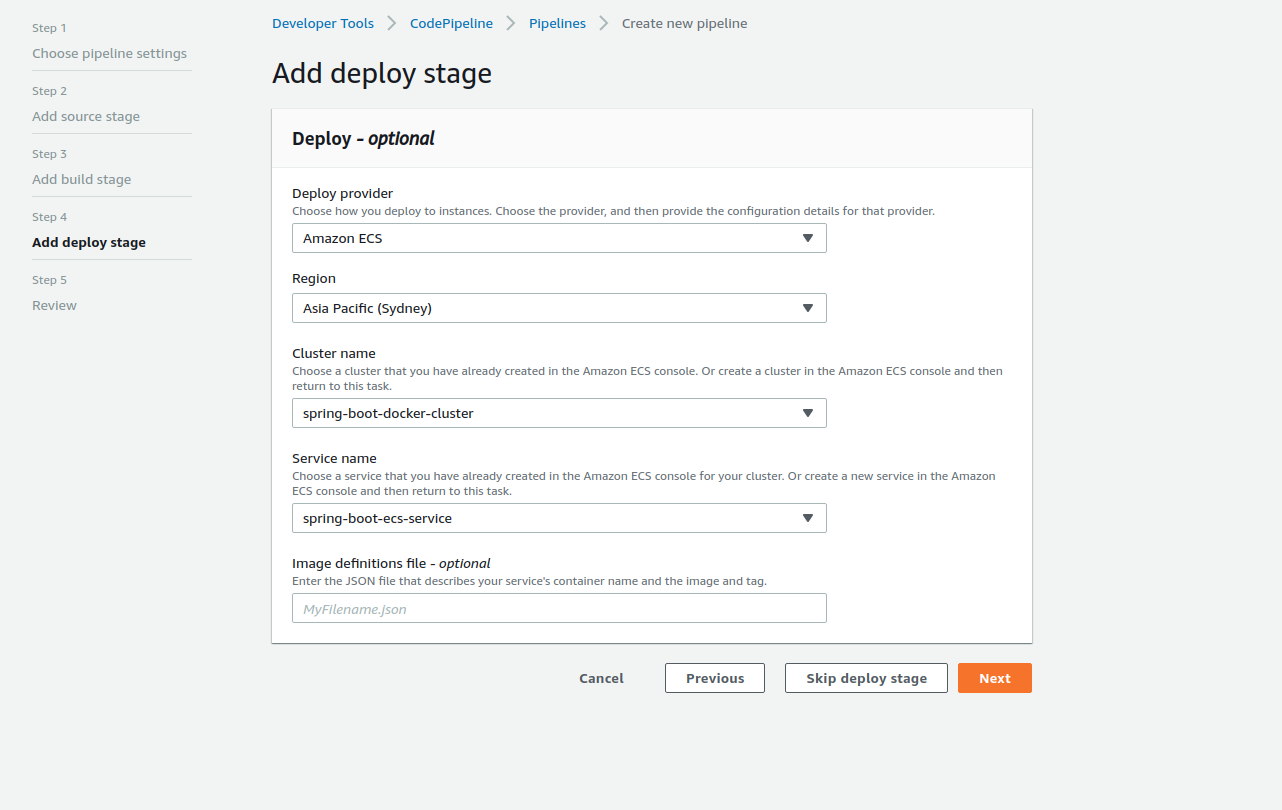 Step 1
Choose pipeline settings
Step 2
Add source stage
Step 3
Add build stage
Step 4
Add deploy stage
Step 5
Review
Developer Tools
CodePipeline
Pipelines
Create new pipeline
Add deploy stage
Deploy - optional
Deploy provider
Choose how you deploy to instances. Choose the provider, and then provide the configuration details for that provider.
Amazon ECS
Region
Asia Pacific (Sydney)
Cluster name
Choose a cluster that you have already created in the Amazon ECS console. Or create a cluster in the Amazon ECS console and then
return to this task.
spring-boot-docker-cluster
Service name
Choose a service that you have already created in the Amazon ECS console for your cluster. Or create a new service in the Amazon
ECS console and then return to this task.
spring-boot-ecs-service
Image definitions file - optional
Enter the JSON file that describes your service's container name and the image and tag.
MyFilename.json
Cancel
Previous
Skip deploy stage
Next